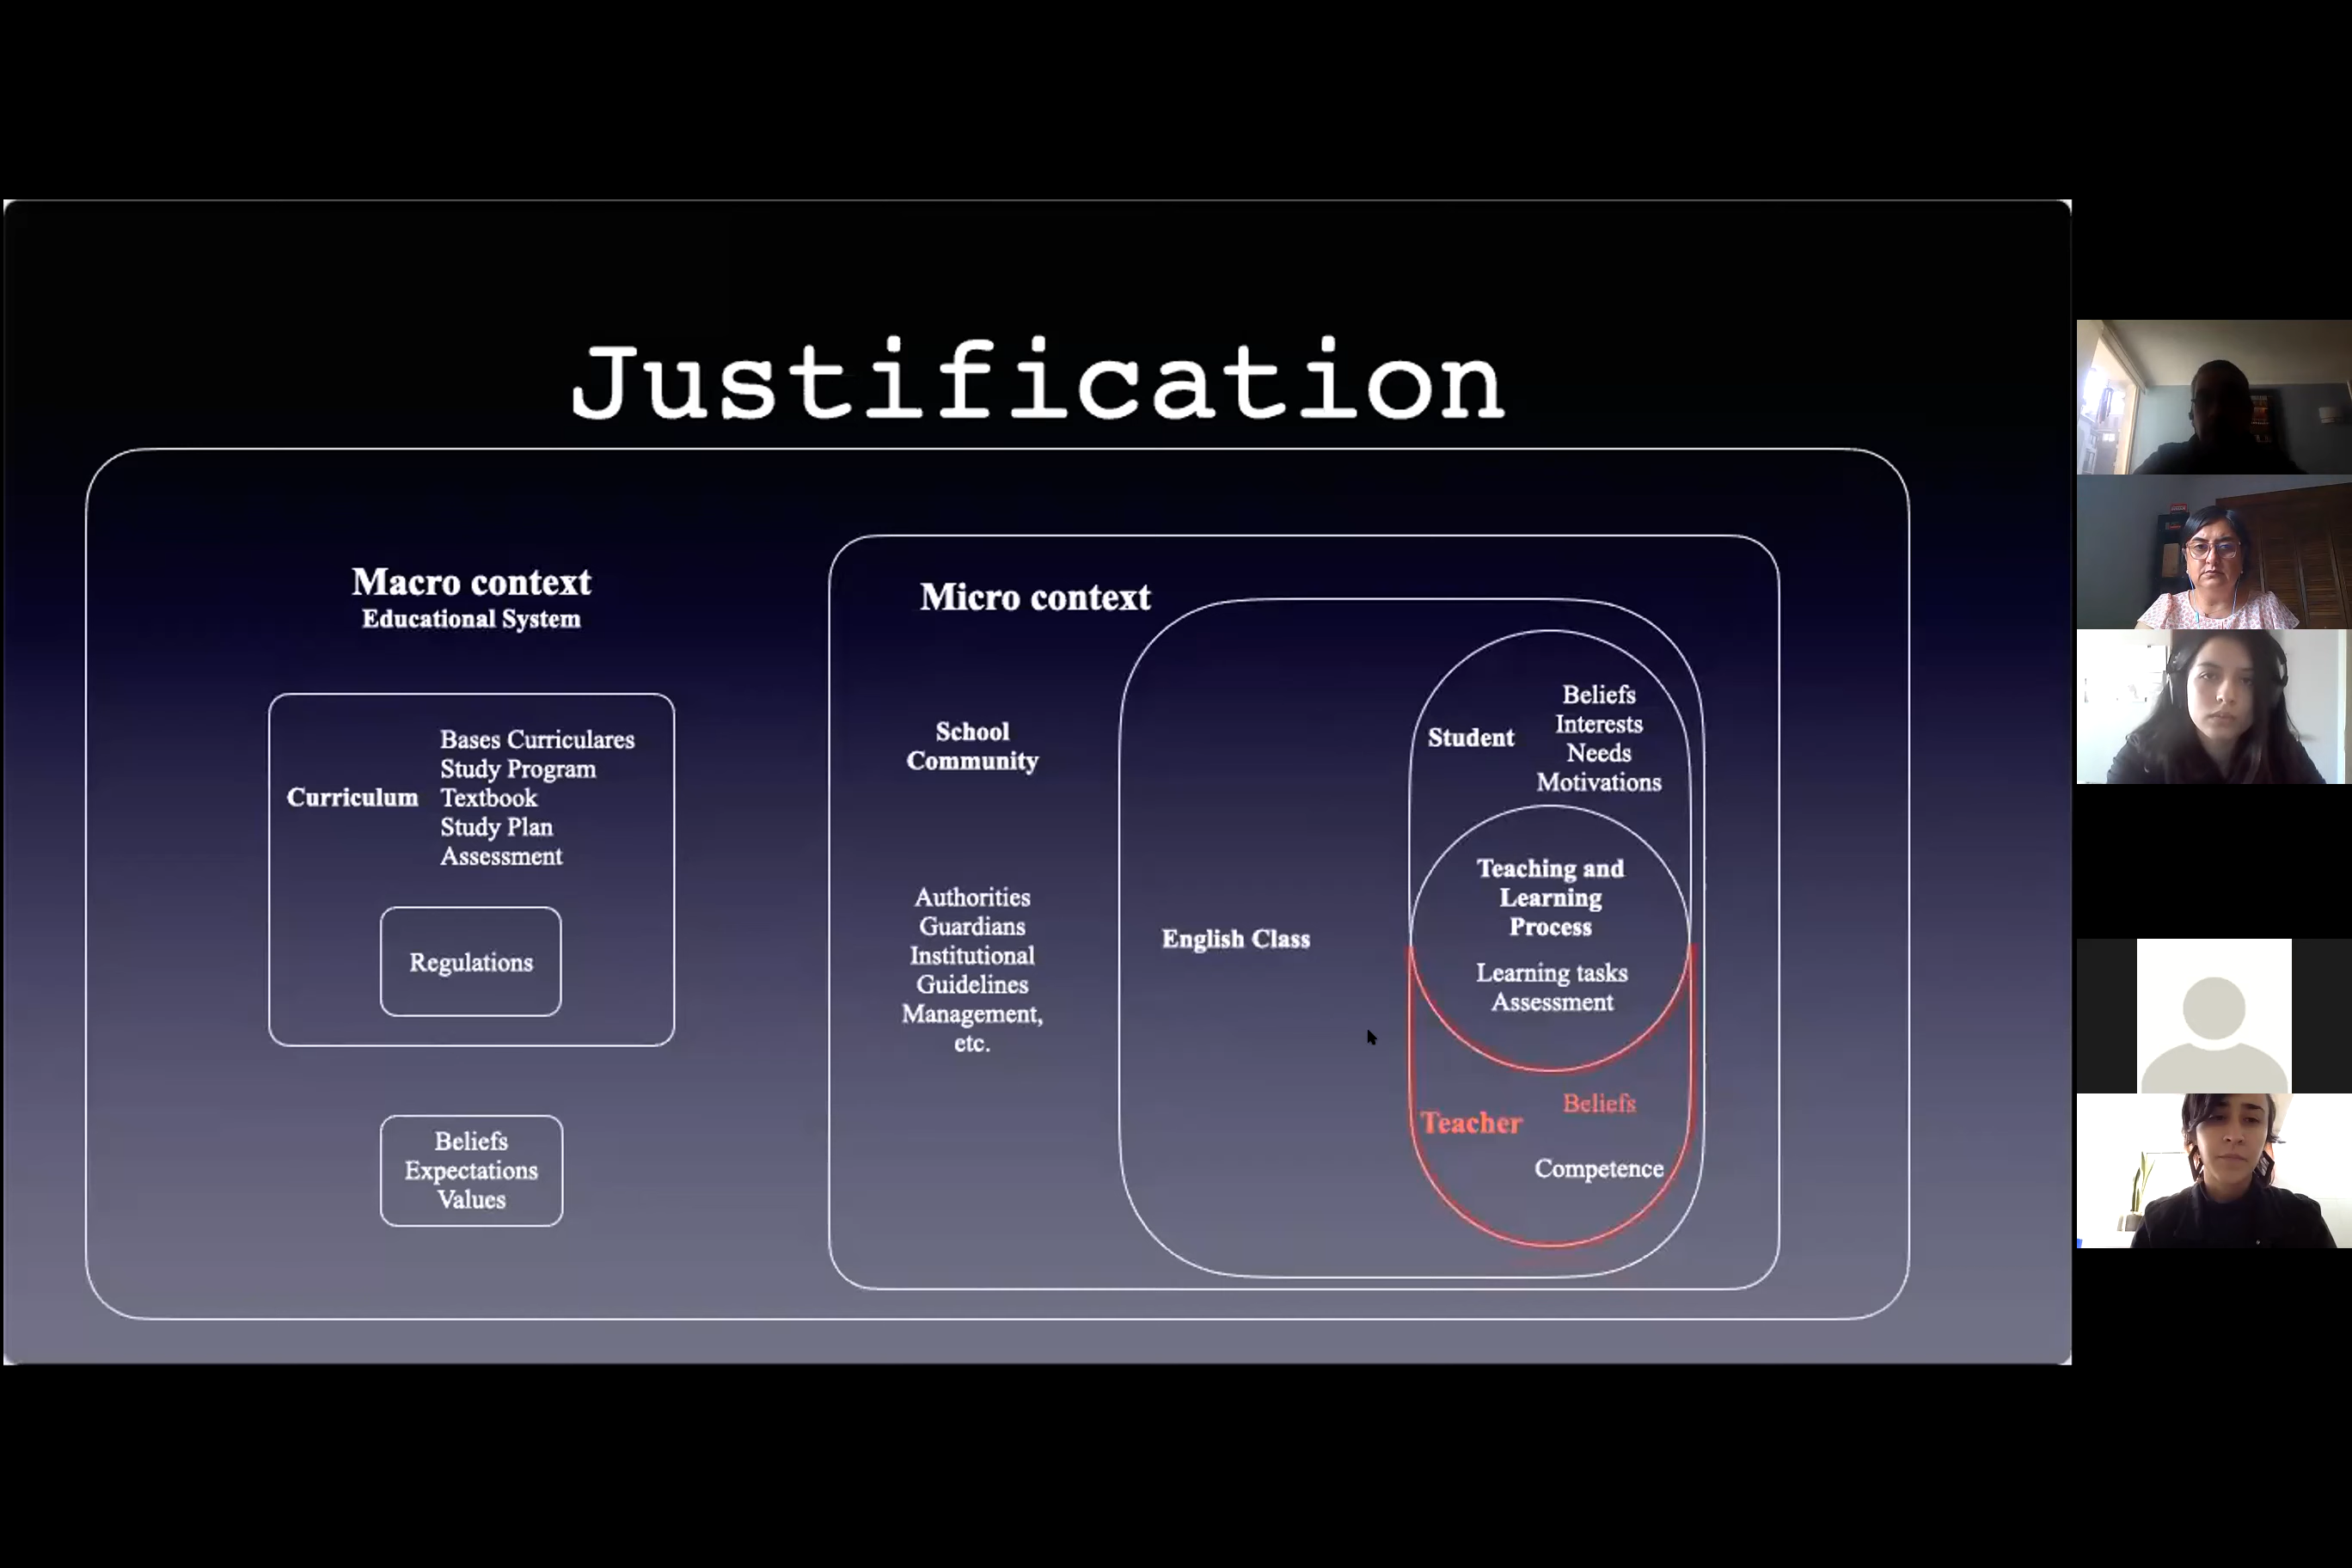 Justification
Macro context
Educational System
Curriculum
Bases Curriculares
Study Program
Textbook
Study Plan
Assessment
Regulations
Beliefs
Expectations
Values
Micro context
School
Community
Authorities
Guardians
Institutional
Guidelines
Management,
etc.
English Class
Student
Beliefs
Interests
Needs
Motivations
Teaching and
Learning
Process
Learning tasks
Assessment
Teacher
Beliefs
Competence